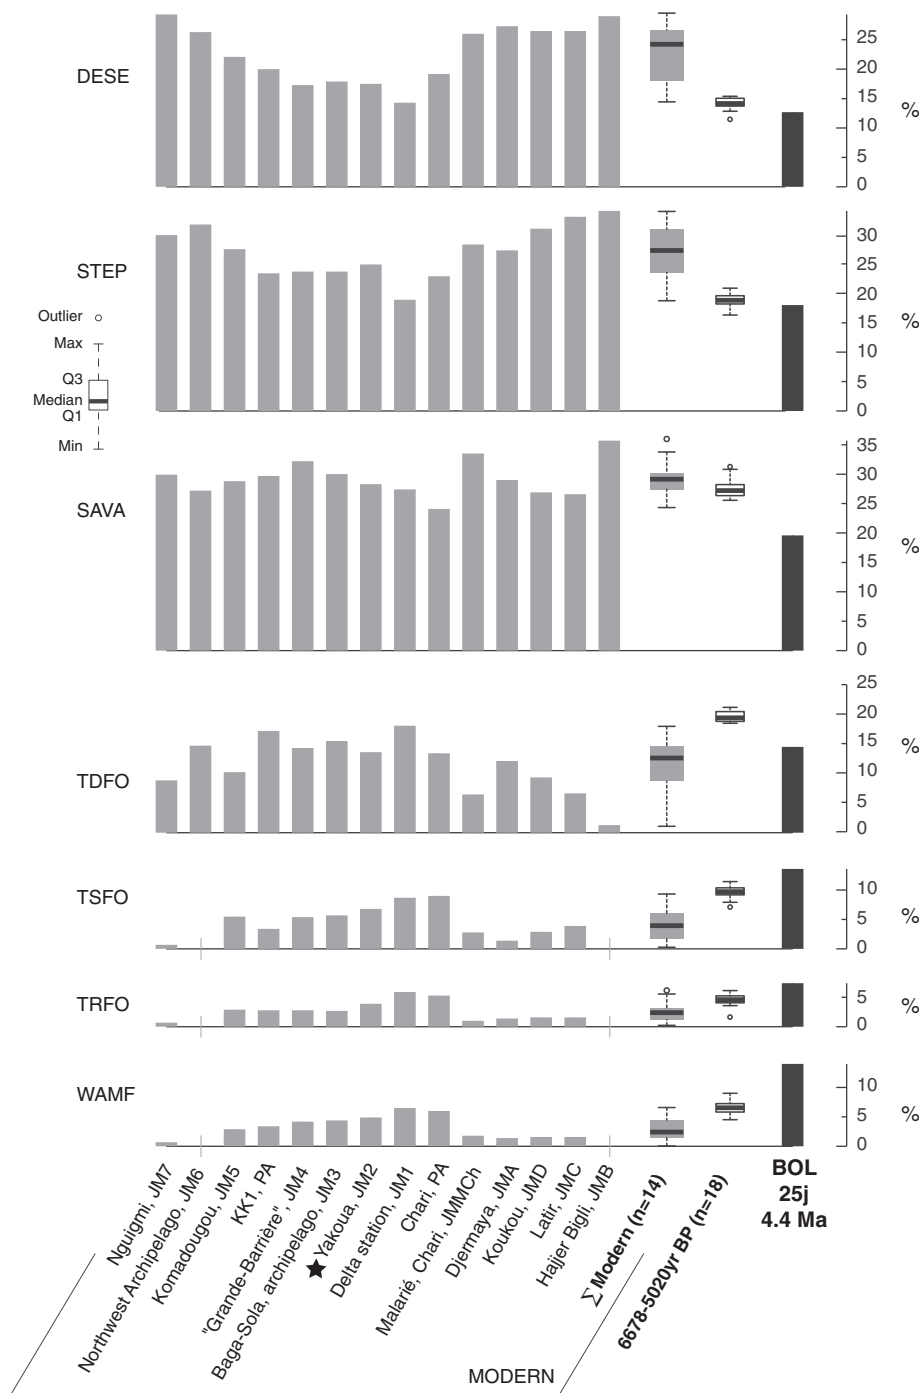 DESE
25
20
15
10
5
0
%
STEP
30
25
20
15
10
5
0
%
Outlier
Max
Q3
Median
Q1
Min
SAVA
35
30
25
20
15
10
5
0
%
TDFO
25
20
15
10
5
0
%
TSFO
10
5
0
%
TRFO
5
0
%
WAMF
10
5
0
%
Nguigmi, JM7
Northwest Archipelago, JM6
Komadougou, JM5
KK1, PA
"Grande-Barrière" JM4
Baga-Sola, archipelago, JM3
★ Yakoua, JM2
Delta station, JM1
Chari, PA
Malarié, Chari, JMMCh
Djermaya, JMA
Koukou, JMD
Latir, JMC
Hajjer Bigli, JMB
∑ Modern (n=14)
6678-5020yr BP (n=18)
BOL
25j
4.4 Ma
MODERN